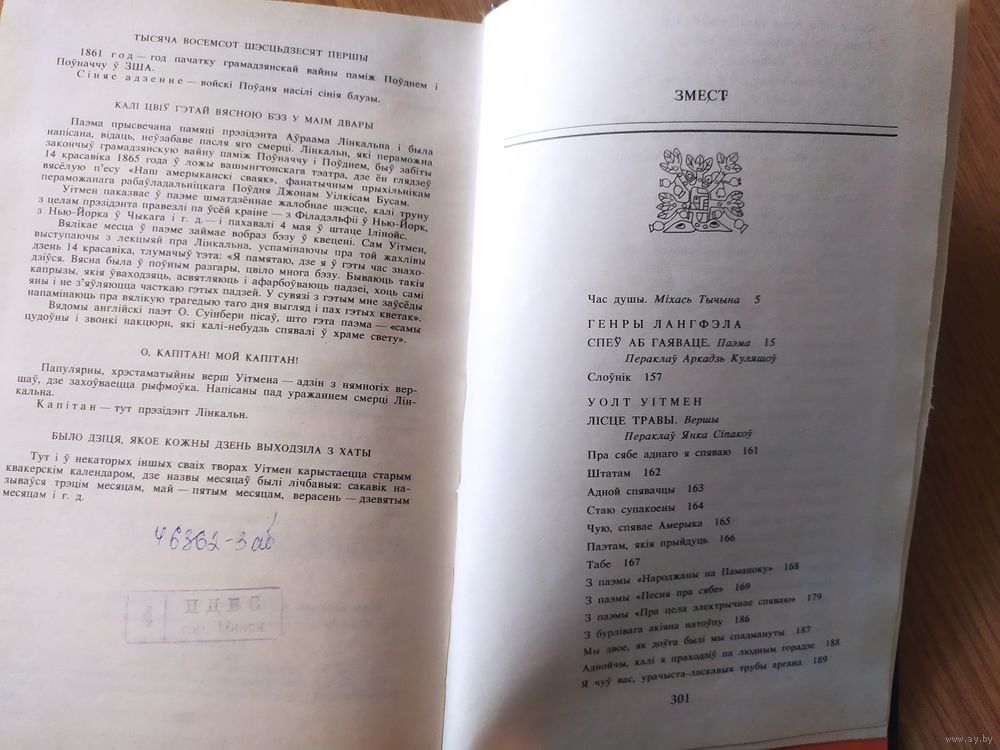 ТЫСЯЧА ВОСЕМСОТ ШЭСЦЬДЗЕСЯТ ПЕРШЫ
1861 год — год пачатку грамадзянскай вайны паміж Поўднем і
Поўначчу ў ЗША.
Сіняе адзенне — войскі Поўдня насілі сінія блузы.
КАЛІ ЦВІЎ ГЭТАЙ ВЯСНОЮ БЭЗ У МАІМ ДВАРЫ
Паэма прысвечана памяці прэзідэнта Аўраама Лінкальна і была
напісана, відаць, неўзабаве пасля яго смерці. Лінкальн, які пераможна
закончыў грамадзянскую вайну паміж Поўначчу і Поўднем, быў забіты
14 красавіка 1865 года ў ложы вашынгтонскага тэатра, дзе ён глядзеў
вясёлую п'есу «Наш амерыканскі сваяк», фанатычным прыхільнікам
пераможанага рабаўладальніцкага Поўдня Джонам Уілкісам Бусам.
Уітмен паказвае ў паэме шматдзённае жалобнае шэсце, калі труну
з целам прэзідэнта правезлі па ўсёй краіне — з Філадэльфіі ў Нью-Йорк,
з Нью-Йорка ў Чыкага і г. д.— і пахавалі 4 мая ў штаце Ілінойс.
Вялікае месца ў паэме займае вобраз бэзу ў квецені. Сам Уітмен,
выступаючы з лекцыяй пра Лінкальна, успамінаючы пра той жахлівы
дзень 14 красавіка, тлумачыў тэта: «Я памятаю, дзе я ў гэты час знахо-
дзіўся. Вясна была ў поўным разгары, цвіло многа бэзу. Бываюць такія
капрызы, якія ўваходзяць, асвятляюць і афарбоўваюць падзеі, хоць самі
яны і не з'яўляюцца часткаю гэтых падзей. У сувязі з гэтым мне заўсёды
напамінаюць пра вялікую трагедыю таго дня выгляд і пах гэтых кветак».
Вядомы англійскі паэт О. Суінберн пісаў, што гэта паэма — «самы
цудоўны і звонкі накцюрн, які калі-небудзь спявалі ў храме свету».
О, КАПІТАН! МОЙ КАПІТАН!
Папулярны, хрэстаматыйны верш Уітмена — адзін з нямногіх вер-
шаў, дзе захоўваецца рыфмоўка. Напісаны пад уражаннем смерці Лін-
кальна.
Капітан — тут прэзідэнт Лінкальн.
БЫЛО ДЗІЦЯ, ЯКОЕ КОЖНЫ ДЗЕНЬ ВЫХОДЗІЛА З ХАТЫ
Тут і ў некаторых іншых сваіх творах Уітмен карыстаецца старым
квакерскім календаром, дзе назвы месяцаў былі лічбавыя: сакавік на-
зываўся трэцім месяцам, май — пятым месяцам, верасень — дзевятым
месяцам і г. д.
46362-3 аб
4
ЦДБС
гор. Минск
ЗМЕСТ
Час душы. Міхась Тычына 5
ГЕНРЫ ЛАНГФЭЛА
СПЕЎ АБ ГАЯВАЦЕ. Паэма 15
Пераклаў Аркадзь Куляшоў
Слоўнік 157
УОЛТ УІТМЕН
ЛІСЦЕ ТРАВЫ. Вершы
Пераклаў Янка Сіпакоў
Пра сябе аднаго я спяваю 161
Штатам 162
Адной спявачцы 163
Стаю супакоены 164
Чую, спявае Амерыка 165
Паэтам, якія прыйдуць 166
Табе 167
З паэмы «Народжаны на Паманоку» 168
З паэмы «Песня пра сябе» 169
З паэмы «Пра цела электрычнае спяваю» 179
З бурлівага акіяна натоўпу 186
Мы двое, як доўга былі мы спадмануты 187
Аднойчы, калі я праходзіў па людным горадзе 188
Я чуў вас, урачыста-ласкавыя трубы аргана 189
301
www.ay.by